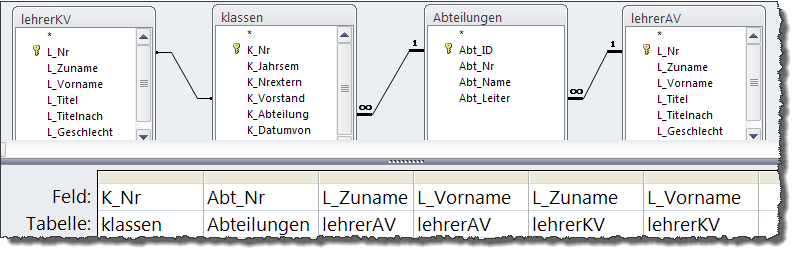 lehrerKV
*
L_Nr
L_Zuname
L_Vorname
L_Titel
L_Titelnach
L_Geschlecht
klassen
*
K_Nr
K_Jahrsem
K_Nrextern
K_Vorstand
K_Abteilung
K_Datumvon
∞
1
Abteilungen
*
Abt_ID
Abt_Nr
Abt_Name
Abt_Leiter
∞
1
lehrerAV
*
L_Nr
L_Zuname
L_Vorname
L_Titel
L_Titelnach
L_Geschlecht
Feld: K_Nr Abt_Nr L_Zuname L_Vorname L_Zuname L_Vorname
Tabelle: klassen Abteilungen lehrerAV lehrerAV lehrerKV lehrerKV